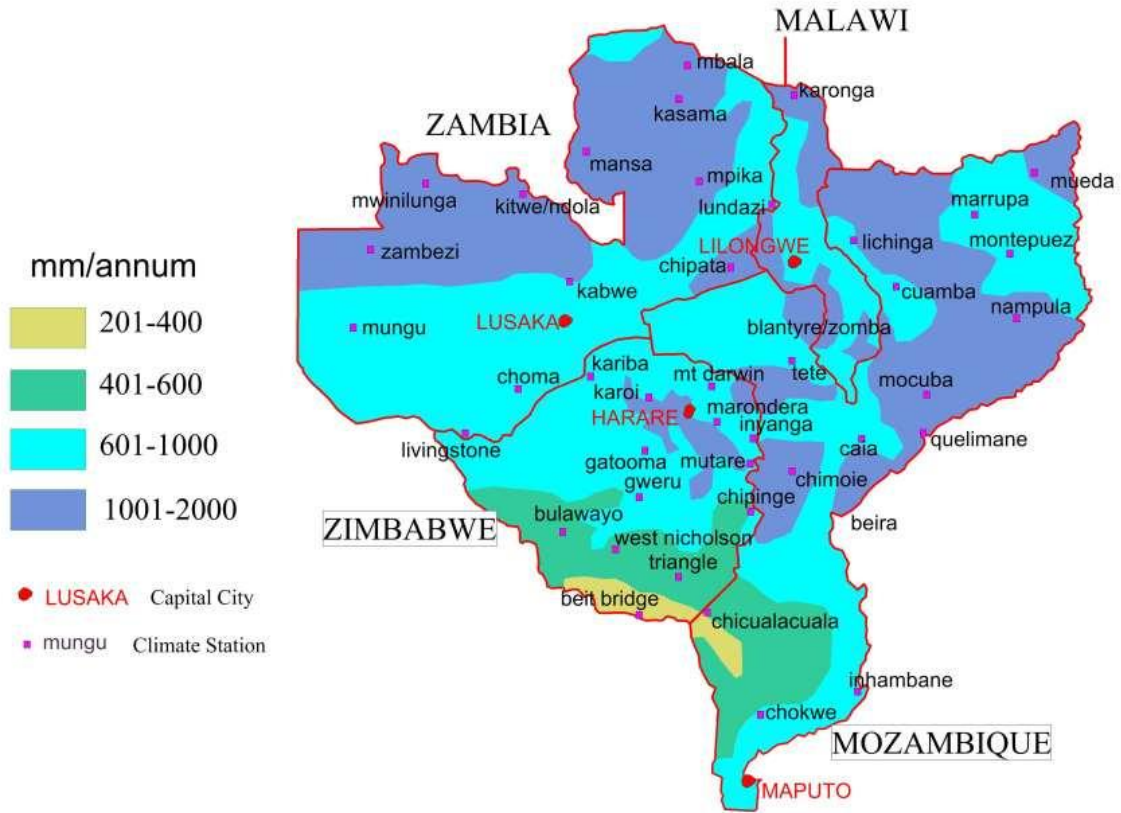 MALAWI
mbala
karonga
kasama
ZAMBIA
mansa
mpika
mueda
mwinilunga
kitwe/ndola
lundazi
marrupa
lichinga
LILONGWE
montepuez
zambezi
chipata
mm/annum
kabwe
cuamba
nampula
201-400
mungu
LUSAKA
blantyre/zomba
kariba
mt darwin
tete
401-600
choma
karoi
mocuba
HARARE
marondera
inyanga
601-1000
livingstone
caia
quelimane
gatooma
mutare
gweru
chimoie
1001-2000
chipinge
ZIMBABWE
bulawayo
beira
west nicholson
triangle
LUSAKA Capital City
beit bridge
chicualacuala
mungu Climate Station
inhambane
chokwe
MOZAMBIQUE
MAPUTO